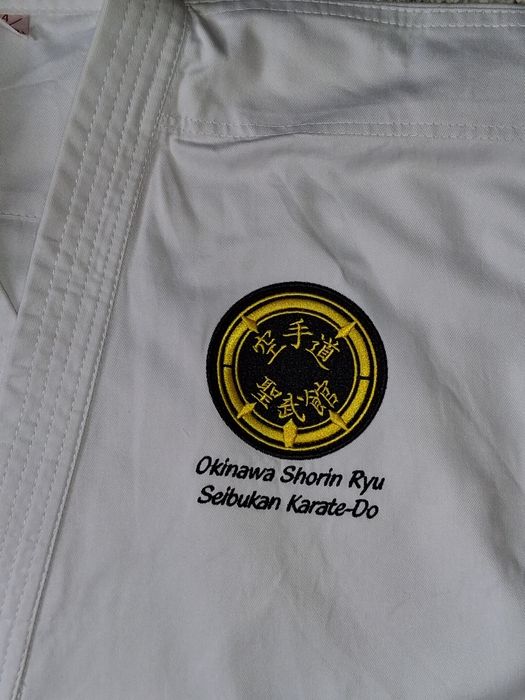 空手道
聖武館
Okinawa Shorin Ryu
Seibukan Karate-Do